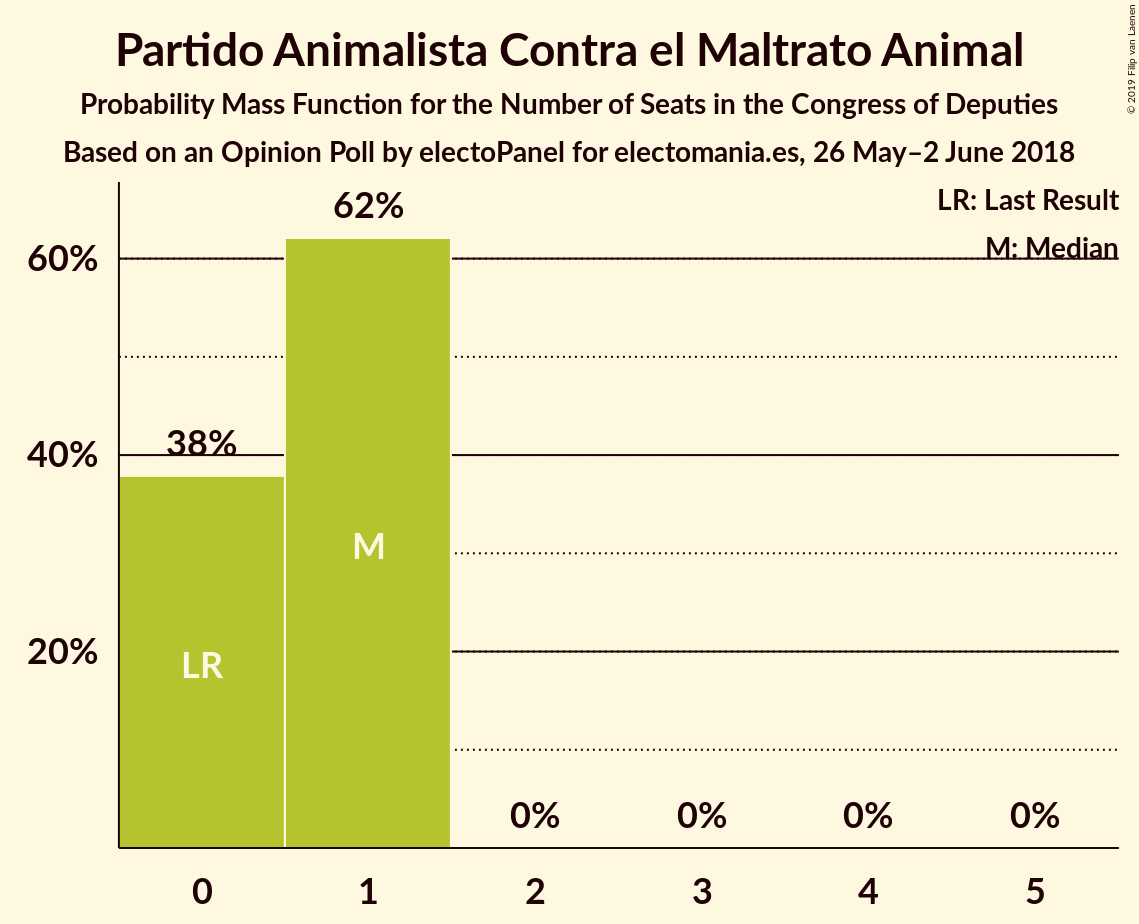 Partido Animalista Contra el Maltrato Animal
Probability Mass Function for the Number of Seats in the Congress of Deputies
Based on an Opinion Poll by electoPanel for electomania.es, 26 May–2 June 2018
© 2019 Filip van Laenen
LR: Last Result
M: Median
62%
60%
38%
40%
M
LR
20%
0% 0% 0% 0%
0 1 2 3 4 5